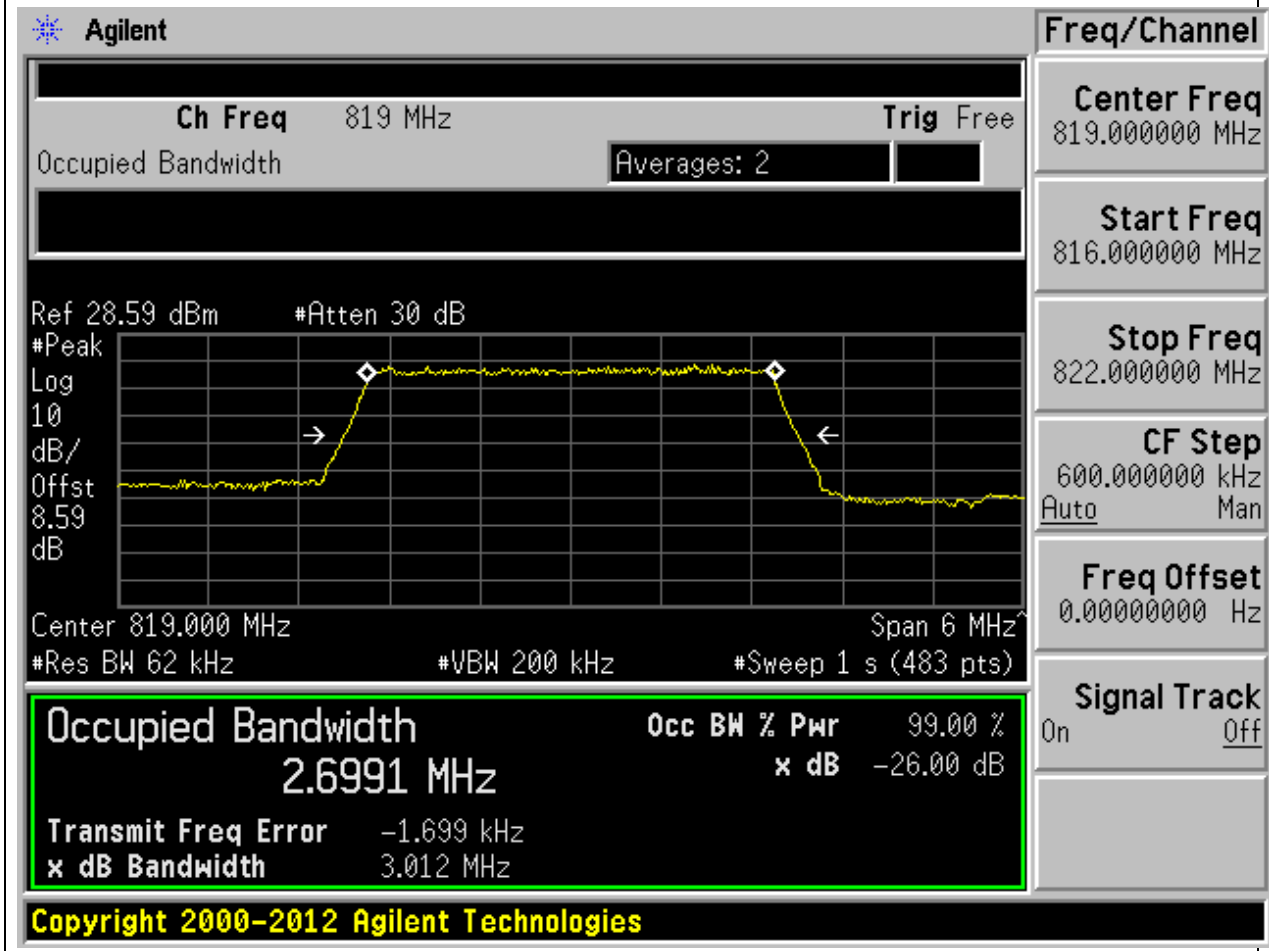 Agilent
Freq/Channel
Ch Freq 819 MHz Trig Free
Occupied Bandwidth Averages: 2
Center Freq
819.000000 MHz
Start Freq
816.000000 MHz
Stop Freq
822.000000 MHz
CF Step
600.000000 kHz
Auto Man
Freq Offset
0.00000000 Hz
Signal Track
On Off
Ref 28.59 dBm #Atten 30 dB
#Peak
Log
10
dB/
Offst
8.59
dB
Center 819.000 MHz Span 6 MHz^
#Res BW 62 kHz #VBW 200 kHz #Sweep 1 s (483 pts)
Occupied Bandwidth Occ BW % Pwr 99.00 %
2.6991 MHz x dB -26.00 dB
Transmit Freq Error -1.699 kHz
x dB Bandwidth 3.012 MHz
Copyright 2000-2012 Agilent Technologies